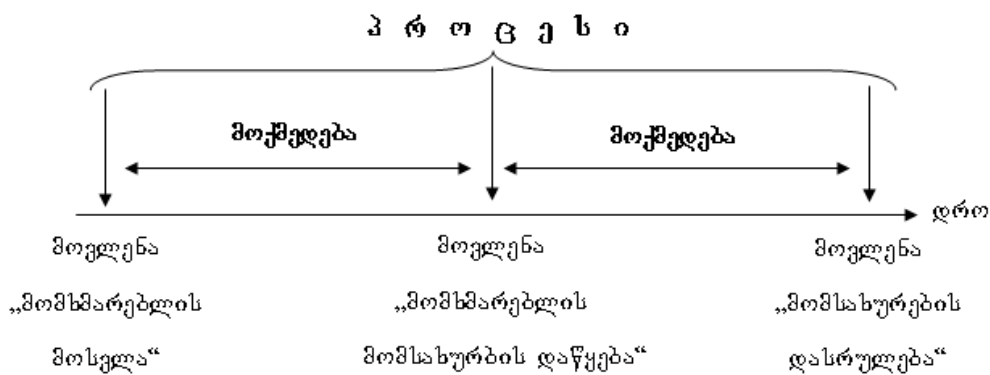 პ რ ო ც ე ს ი
მოქმედება მოქმედება
დრო
მოვლენა მოვლენა მოვლენა
„მომხმარებლის „მომხმარებლის „მომსახურების
მოსვლა“ მომსახურბის დაწყება“ დასრულება“